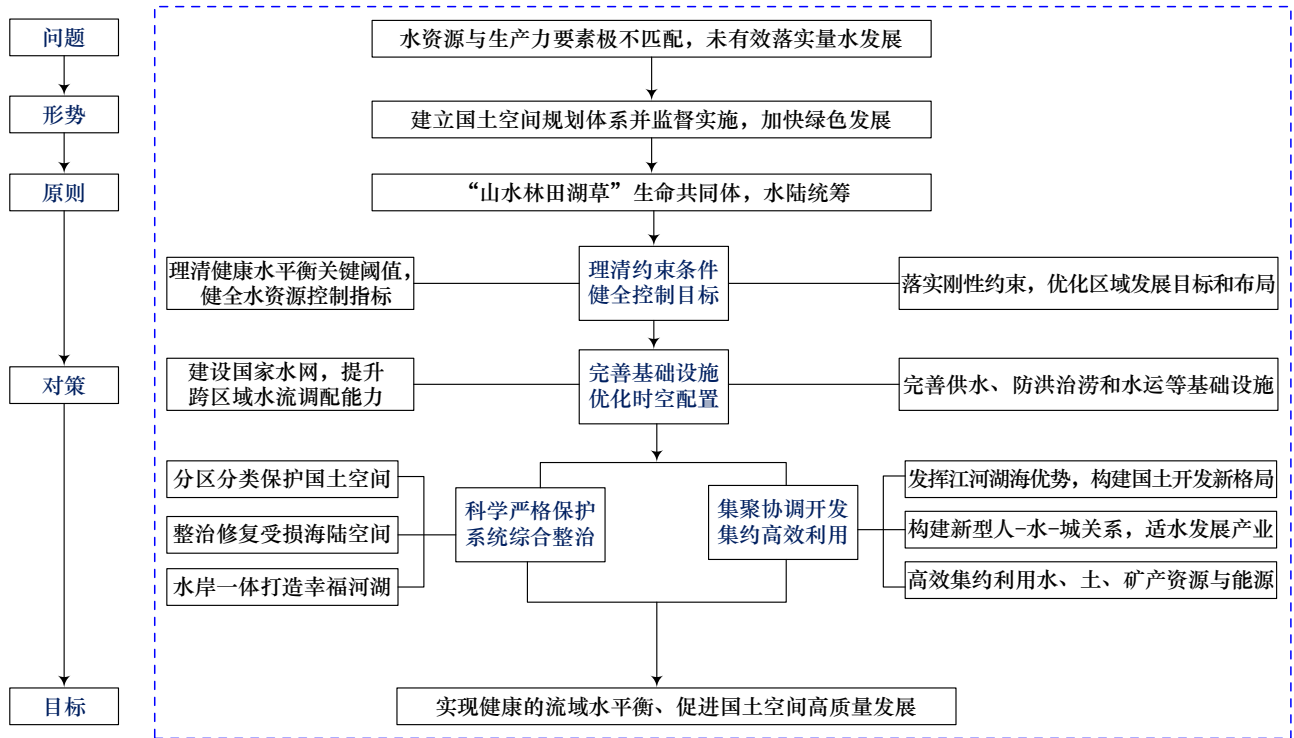 问题
水资源与生产力要素极不匹配，未有效落实量水发展
形势
建立国土空间规划体系并监督实施，加快绿色发展
原则
“山水林田湖草”生命共同体，水陆统筹
理清健康水平衡关键阈值，
健全水资源控制指标
理清约束条件
健全控制目标
落实刚性约束，优化区域发展目标和布局
对策
建设国家水网，提升
跨区域水流调配能力
完善基础设施
优化时空配置
完善供水、防洪治涝和水运等基础设施
分区分类保护国土空间
整治修复受损海陆空间
水岸一体打造幸福河湖
科学严格保护
系统综合整治
集聚协调开发
集约高效利用
发挥江河湖海优势，构建国土开发新格局
构建新型人-水-城关系，适水发展产业
高效集约利用水、土、矿产资源与能源
目标
实现健康的流域水平衡、促进国土空间高质量发展